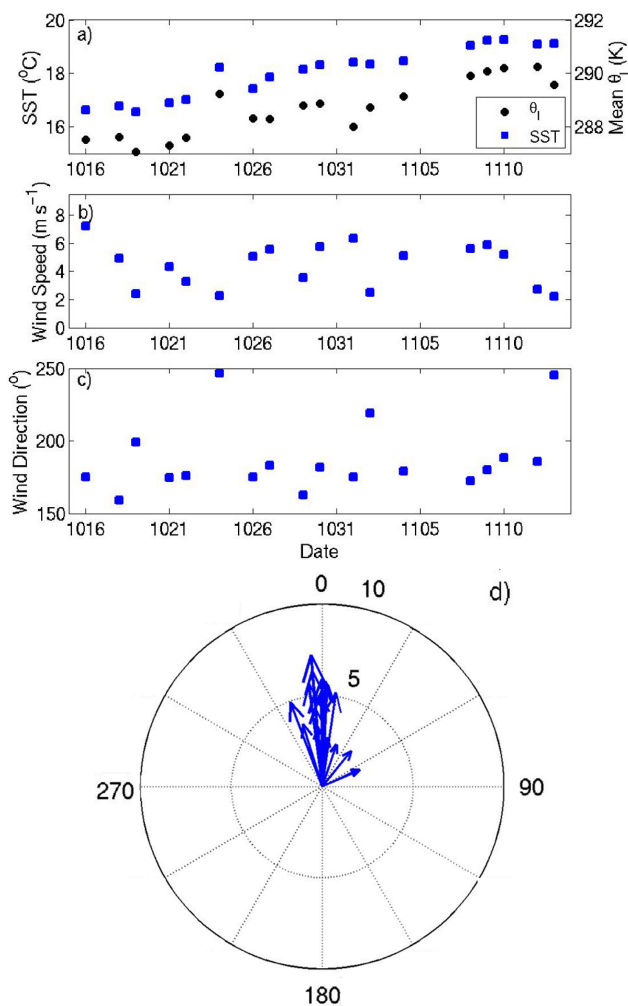 a)
SST (°C)
20
18
16
Mean θl (K)
292
290
288
θl
SST
1016 1021 1026 1031 1105 1110
b)
Wind Speed (m s−1)
8
6
4
2
0
1016 1021 1026 1031 1105 1110
c)
Wind Direction (°)
250
200
150
1016 1021 1026 1031 1105 1110
Date
d)
0 10
5
270
90
180